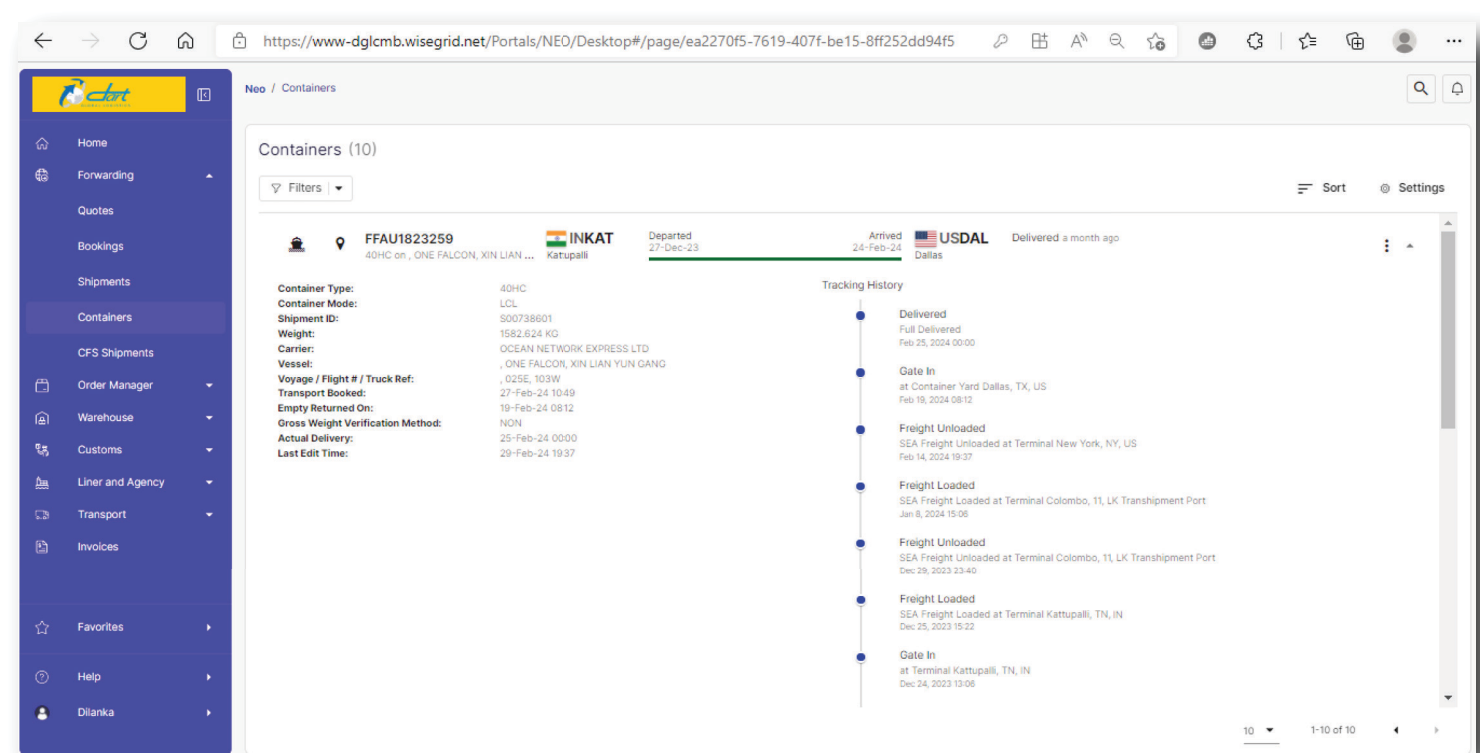 https://www-dglcmb.wisegrid.net/Portals/NEO/Desktop#/page/ea2270f5-7619-407f-be15-8ff252dd94f5
dart
Neo / Containers
Home
Forwarding
Quotes
Bookings
Shipments
Containers
CFS Shipments
Order Manager
Warehouse
Customs
Liner and Agency
Transport
Invoices
Favorites
Help
Dilanka
Containers (10)
Filters
Sort
Settings
FFAU1823259
40HC on , ONE FALCON, XIN LIAN ...
INKAT
Katupalli
Departed
27-Dec-23
Arrived
24-Feb-24
USDAL
Dallas
Delivered a month ago
Container Type: 40HC
Container Mode: LCL
Shipment ID: S00738601
Weight: 1582.624 KG
Carrier: OCEAN NETWORK EXPRESS LTD
Vessel: , ONE FALCON, XIN LIAN YUN GANG
Voyage / Flight # / Truck Ref: , 025E, 103W
Transport Booked: 27-Feb-24 1049
Empty Returned On: 19-Feb-24 0812
Gross Weight Verification Method: NON
Actual Delivery: 25-Feb-24 0000
Last Edit Time: 29-Feb-24 1937
Tracking History
Delivered
Full Delivered
Feb 25, 2024 00:00
Gate In
at Container Yard Dallas, TX, US
Feb 19, 2024 08:12
Freight Unloaded
SEA Freight Unloaded at Terminal New York, NY, US
Feb 14, 2024 19:37
Freight Loaded
SEA Freight Loaded at Terminal Colombo, 11, LK Transhipment Port
Jan 8, 2024 15:06
Freight Unloaded
SEA Freight Unloaded at Terminal Colombo, 11, LK Transhipment Port
Dec 29, 2023 23:40
Freight Loaded
SEA Freight Loaded at Terminal Kattupalli, TN, IN
Dec 25, 2023 15:22
Gate In
at Terminal Kattupalli, TN, IN
Dec 24, 2023 13:06
10
1-10 of 10